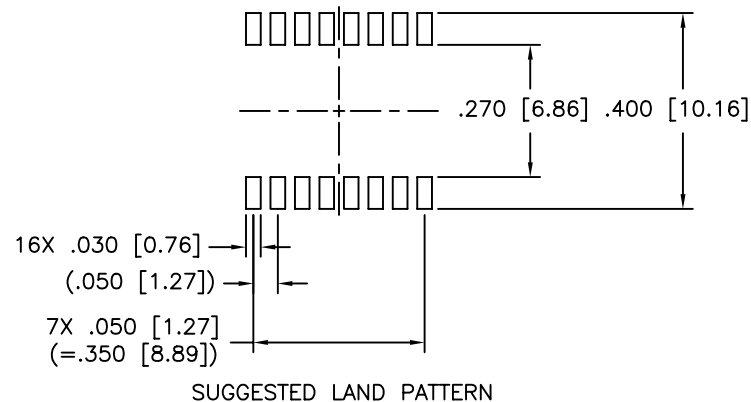 .270 [6.86] .400 [10.16]
16X .030 [0.76]
(.050 [1.27])
7X .050 [1.27]
(=.350 [8.89])
SUGGESTED LAND PATTERN